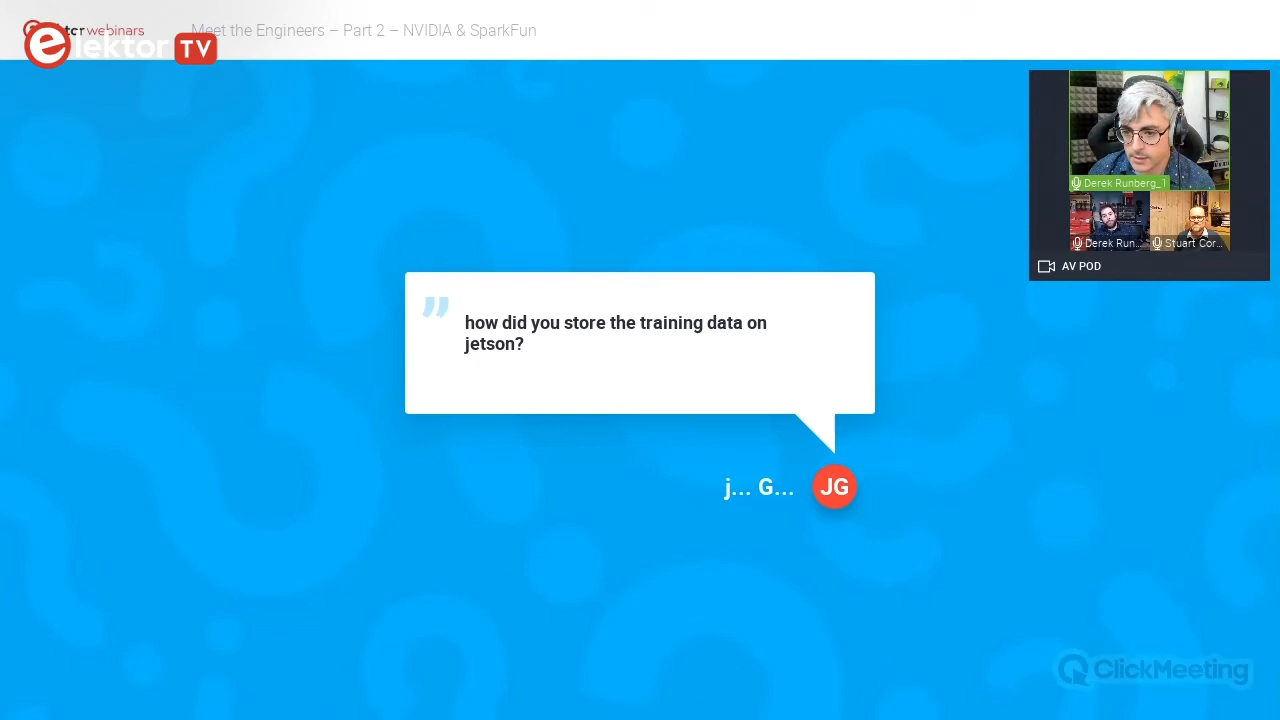 elektor TV
webinars
Meet the Engineers – Part 2 – NVIDIA & SparkFun
Derek Runberg_1
Derek Run...
Stuart Cor...
AV POD
how did you store the training data on
jetson?
j... G...
JG
ClickMeeting